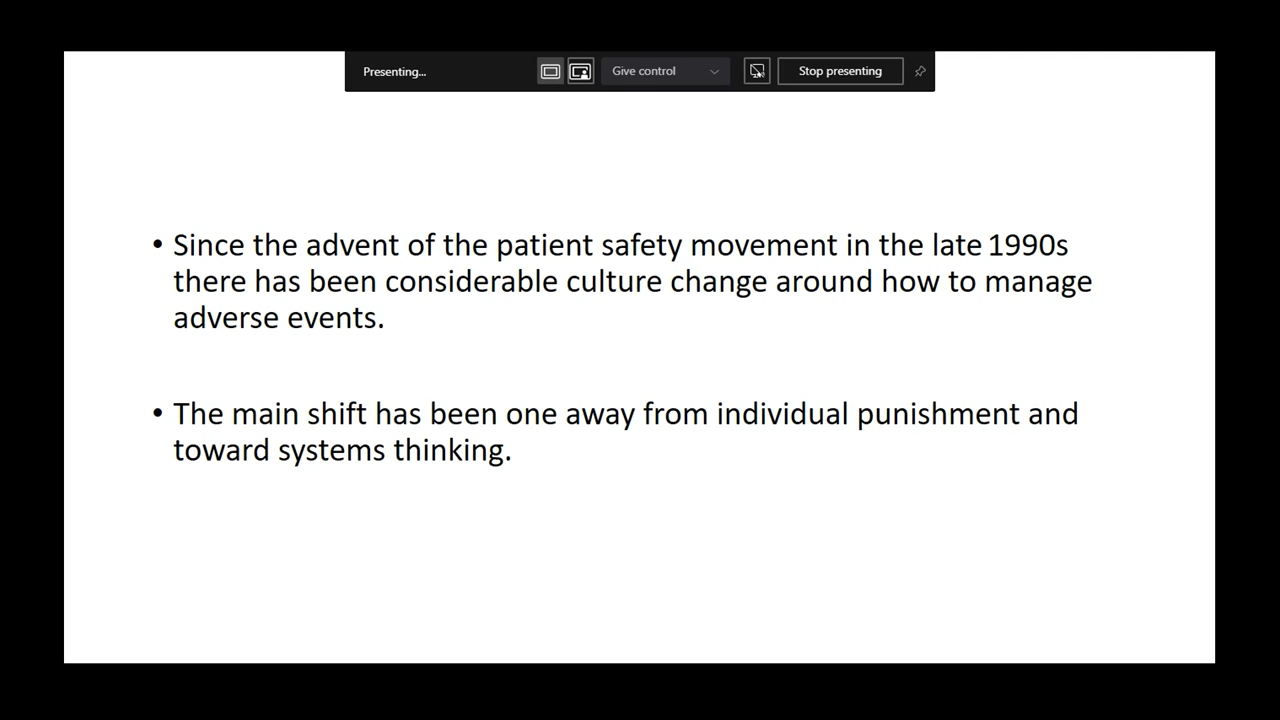 Presenting... Give control Stop presenting
• Since the advent of the patient safety movement in the late 1990s
there has been considerable culture change around how to manage
adverse events.
• The main shift has been one away from individual punishment and
toward systems thinking.